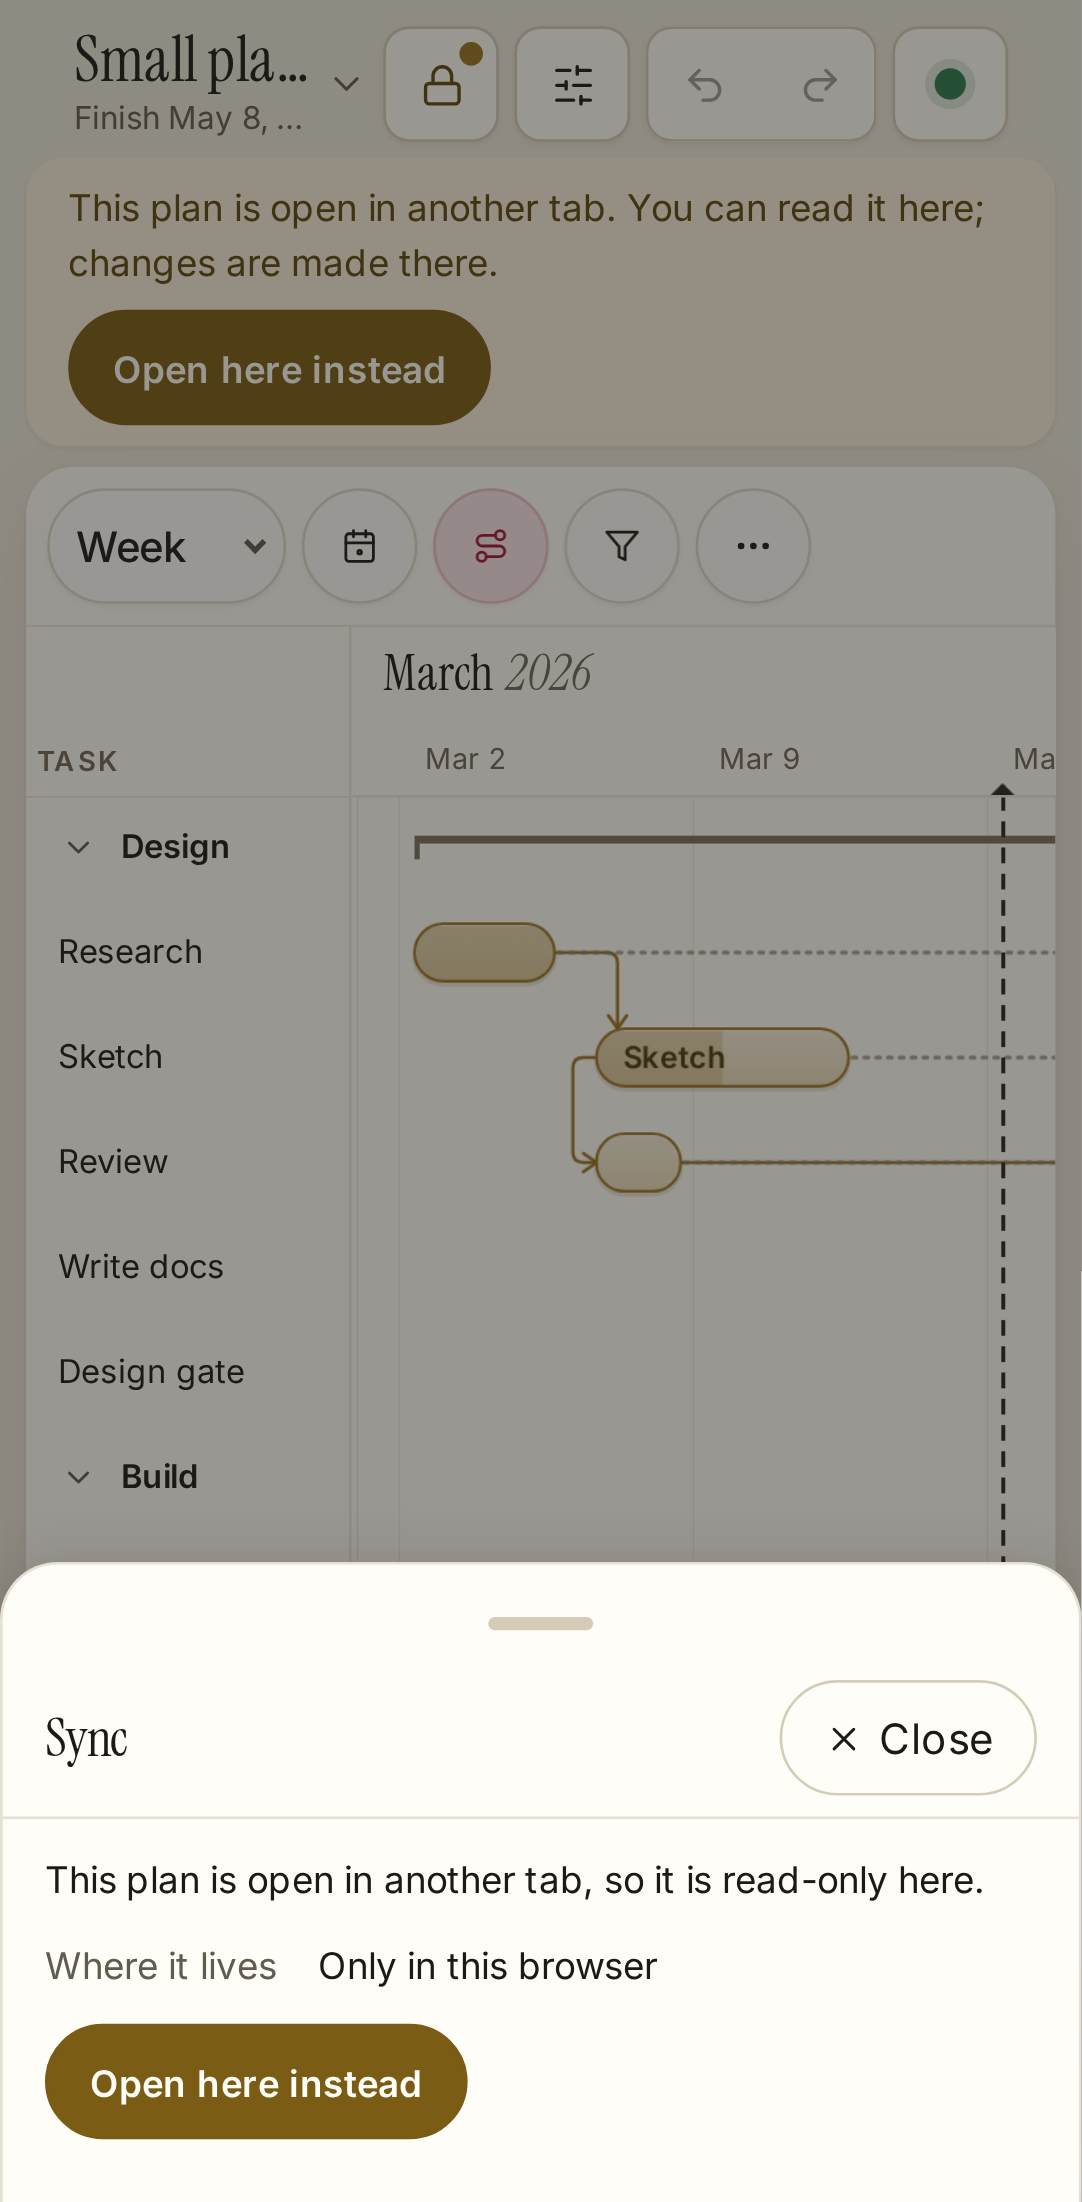 Small pla...
Finish May 8, ...
This plan is open in another tab. You can read it here;
changes are made there.
Open here instead
Week
March 2026
TASK
Mar 2
Mar 9
Ma
Design
Research
Sketch
Sketch
Review
Write docs
Design gate
Build
Sync
Close
This plan is open in another tab, so it is read-only here.
Where it lives
Only in this browser
Open here instead